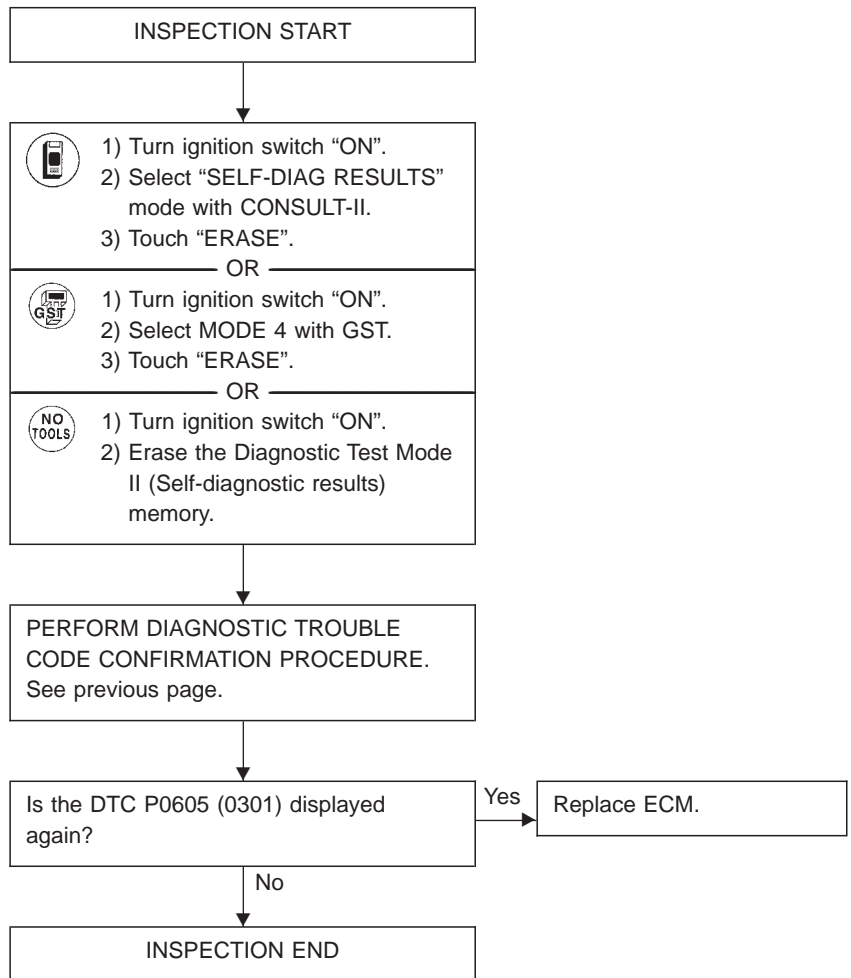 INSPECTION START
1) Turn ignition switch “ON”.
2) Select “SELF-DIAG RESULTS”
mode with CONSULT-II.
3) Touch “ERASE”.
OR
GST
1) Turn ignition switch “ON”.
2) Select MODE 4 with GST.
3) Touch “ERASE”.
OR
NO
TOOLS
1) Turn ignition switch “ON”.
2) Erase the Diagnostic Test Mode
II (Self-diagnostic results)
memory.
PERFORM DIAGNOSTIC TROUBLE
CODE CONFIRMATION PROCEDURE.
See previous page.
Is the DTC P0605 (0301) displayed
again?
Yes
Replace ECM.
No
INSPECTION END